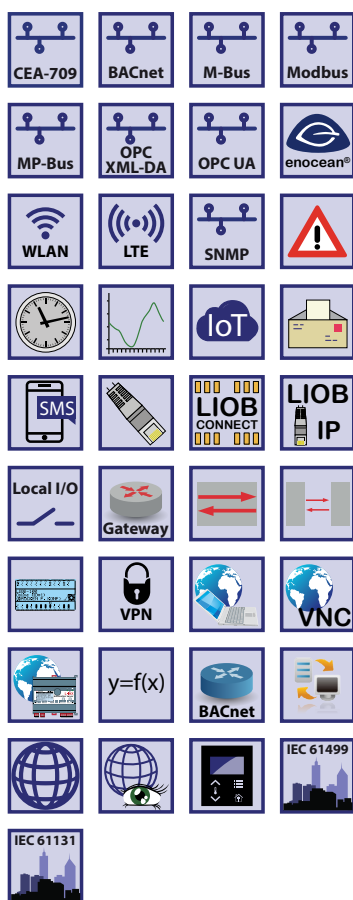 CEA-709
BACnet
M-Bus
Modbus
MP-Bus
OPC
XML-DA
OPC UA
enocean®
WLAN
LTE
SNMP
IoT
SMS
LIOB
CONNECT
LIOB
IP
Local I/O
Gateway
VPN
VNC
y=f(x)
BACnet
IEC 61499
IEC 61131